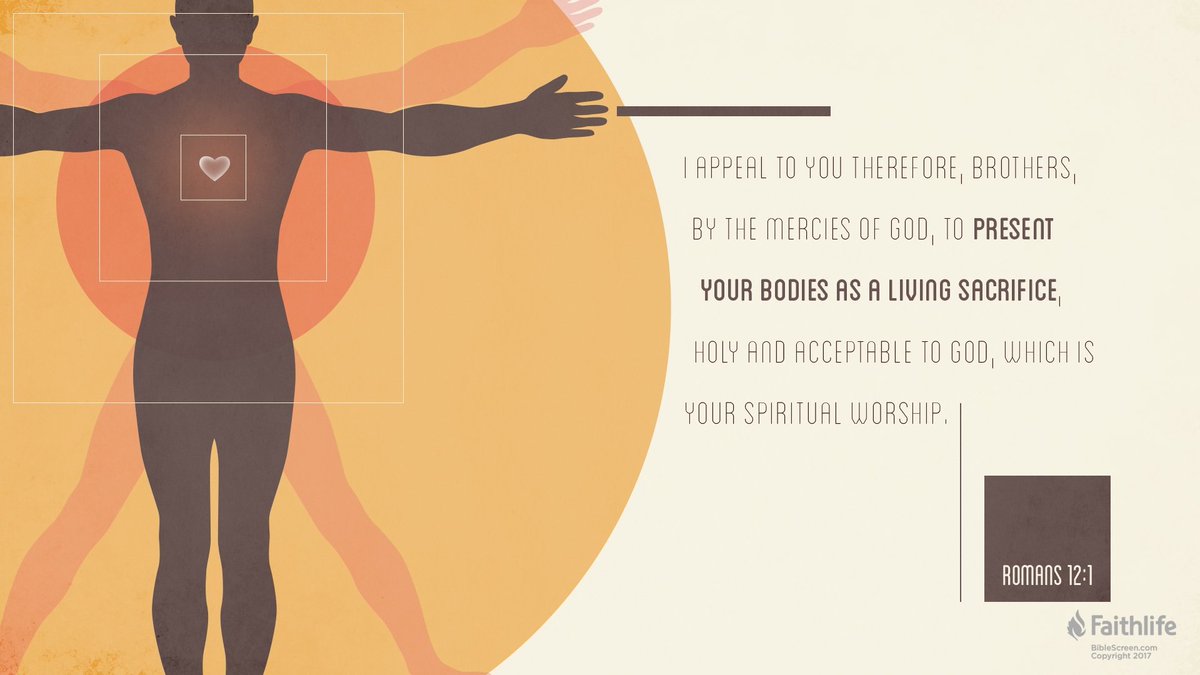 I APPEAL TO YOU THEREFORE, BROTHERS,
BY THE MERCIES OF GOD, TO PRESENT
YOUR BODIES AS A LIVING SACRIFICE,
HOLY AND ACCEPTABLE TO GOD, WHICH IS
YOUR SPIRITUAL WORSHIP.
ROMANS 12:1
Faithlife
BibleScreen.com
Copyright 2017